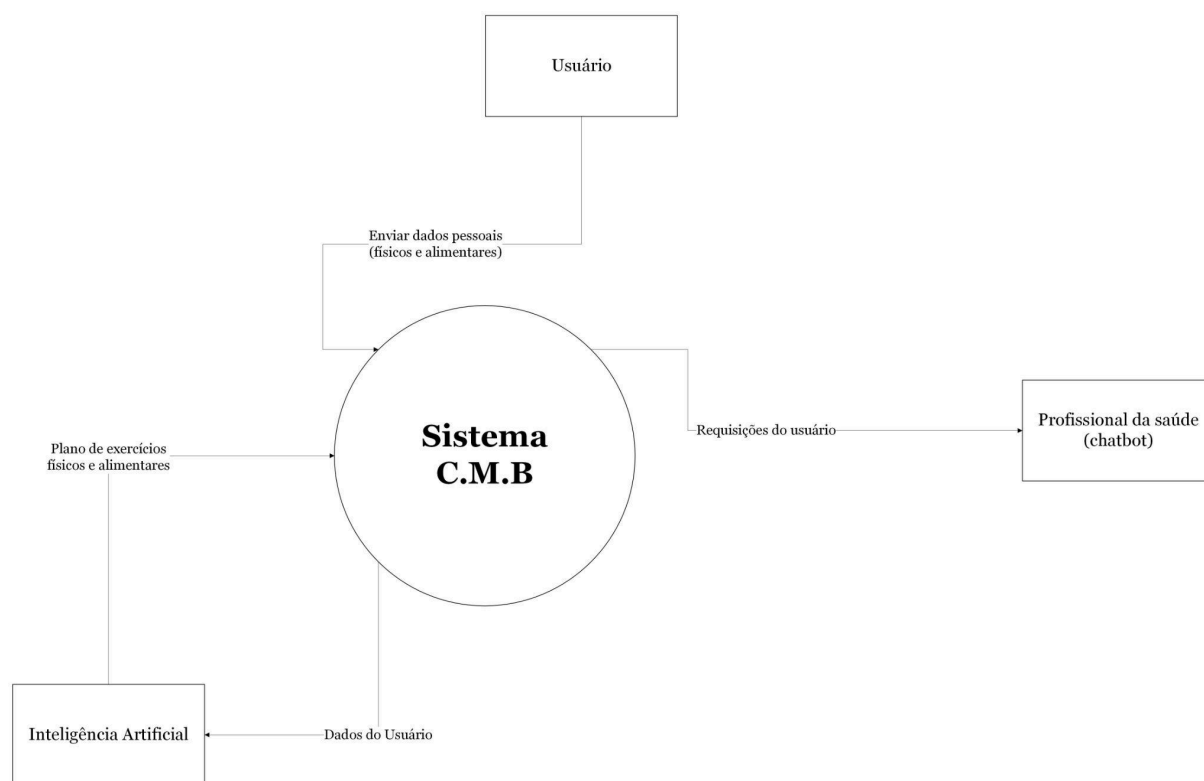 Usuário
Enviar dados pessoais
(físicos e alimentares)
Sistema
C.M.B
Requisições do usuário
Profissional da saúde
(chatbot)
Plano de exercícios
físicos e alimentares
Inteligência Artificial
Dados do Usuário